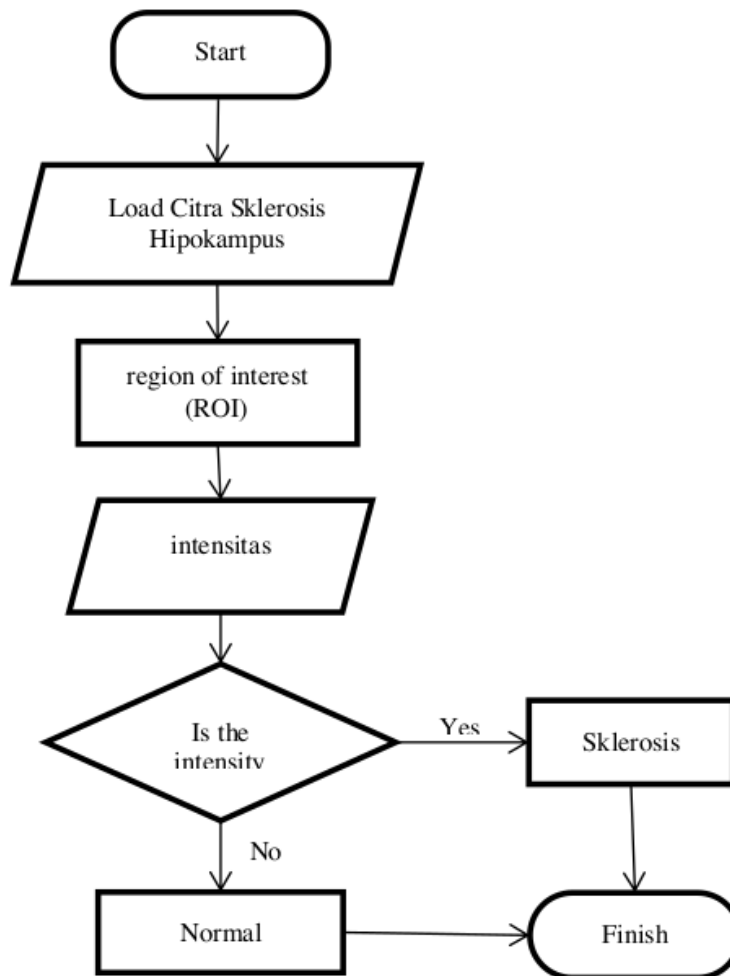 Start
Load Citra Sklerosis
Hipokampus
region of interest
(ROI)
intensitas
Is the
intensity
Yes
Sklerosis
No
Normal
Finish